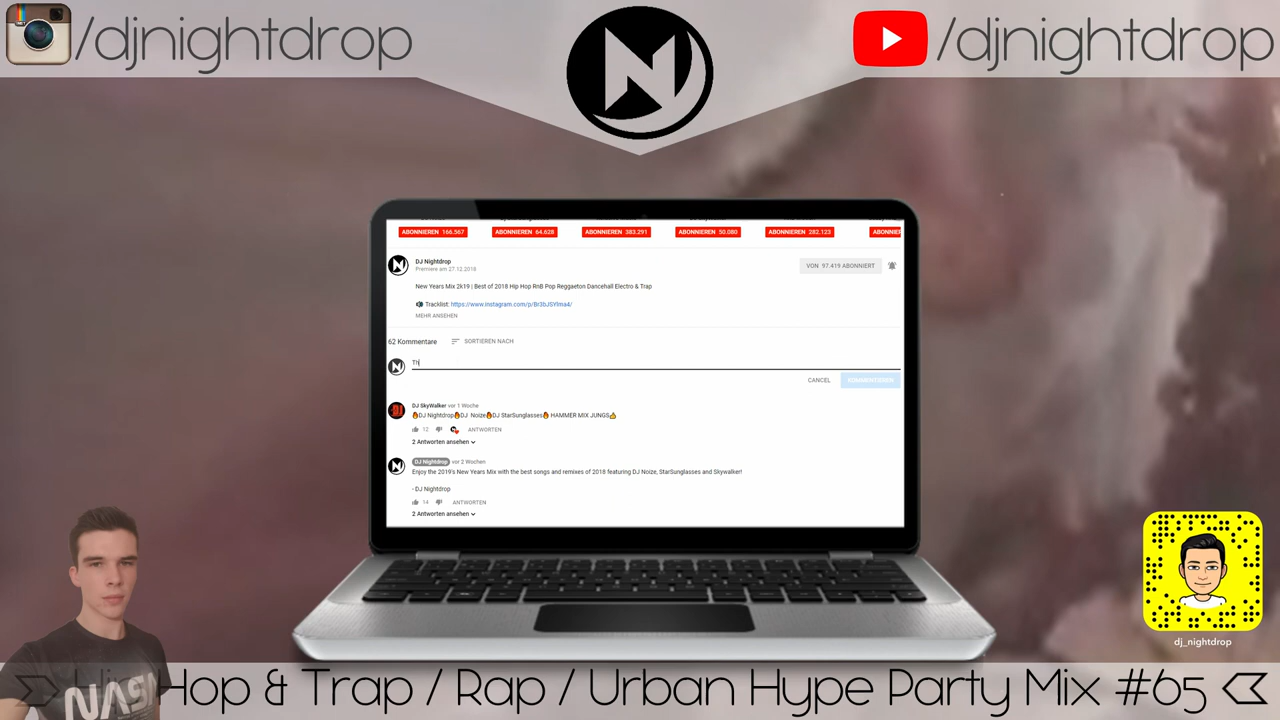 /djnightdrop
/djnightdrop
ABONNIEREN 166.567
ABONNIEREN 64.628
ABONNIEREN 383.291
ABONNIEREN 50.080
ABONNIEREN 282.123
ABONNIER
DJ Nightdrop
Premiere am 27.12.2018
VON 97.419 ABONNIERT
New Years Mix 2k19 | Best of 2018 Hip Hop RnB Pop Reggaeton Dancehall Electro & Trap
Tracklist: https://www.instagram.com/p/Br3bJSYlma4/
MEHR ANSEHEN
62 Kommentare
SORTIEREN NACH
Th
CANCEL
KOMMENTIEREN
DJ SkyWalker vor 1 Woche
🔥DJ Nightdrop🔥DJ Noize🔥DJ StarSunglasses🔥 HAMMER MIX JUNGS👍
12
ANTWORTEN
2 Antworten ansehen
DJ Nightdrop vor 2 Wochen
Enjoy the 2019's New Years Mix with the best songs and remixes of 2018 featuring DJ Noize, StarSunglasses and Skywalker!
- DJ Nightdrop
14
ANTWORTEN
2 Antworten ansehen
dj_nightdrop
NASA
Hip Hop & Trap / Rap / Urban Hype Party Mix #65